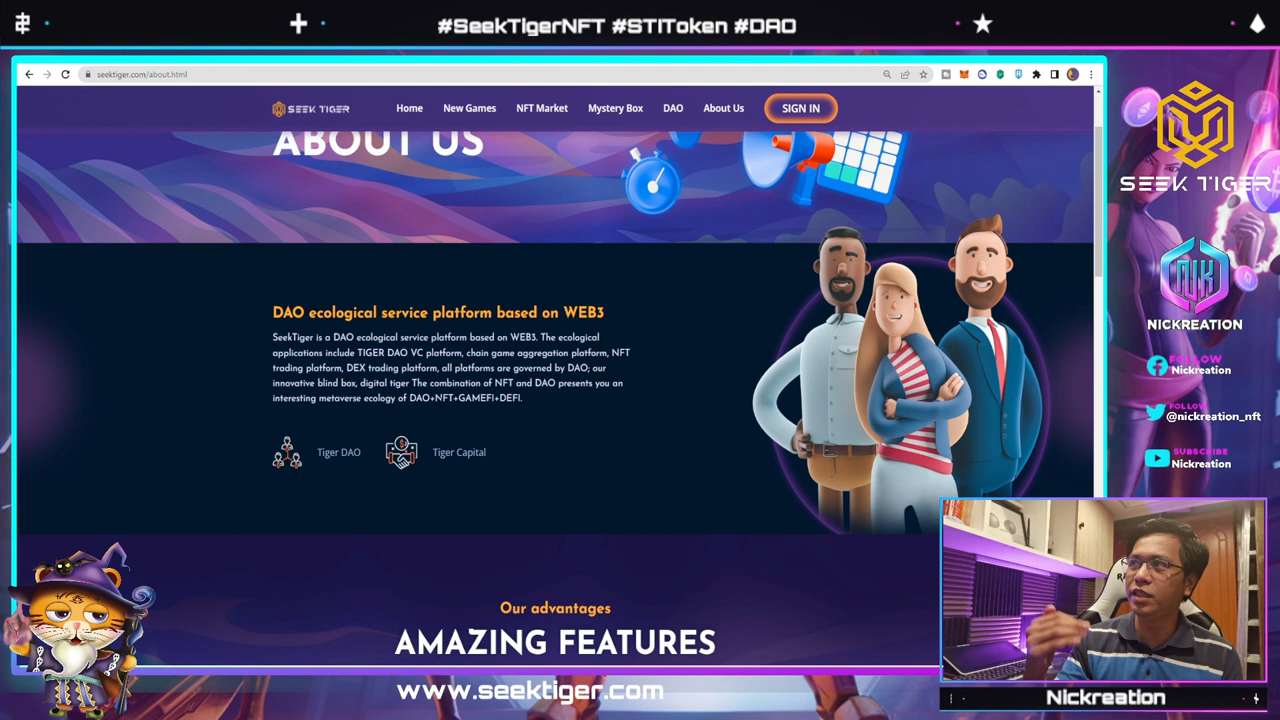 #SeekTigerNFT #STIToken #DAO
seektiger.com/about.html
SEEK TIGER
Home
New Games
NFT Market
Mystery Box
DAO
About Us
SIGN IN
ABOUT US
DAO ecological service platform based on WEB3
SeekTiger is a DAO ecological service platform based on WEB3. The ecological
applications include TIGER DAO VC platform, chain game aggregation platform, NFT
trading platform, DEX trading platform, all platforms are governed by DAO; our
innovative blind box, digital tiger The combination of NFT and DAO presents you an
interesting metaverse ecology of DAO+NFT+GAMEFI+DEFI.
Tiger DAO
Tiger Capital
Our advantages
AMAZING FEATURES
www.seektiger.com
SEEK TIGER
NK
NICKREATION
FOLLOW
Nickreation
FOLLOW
@nickreation_nft
SUBSCRIBE
Nickreation
Nickreation